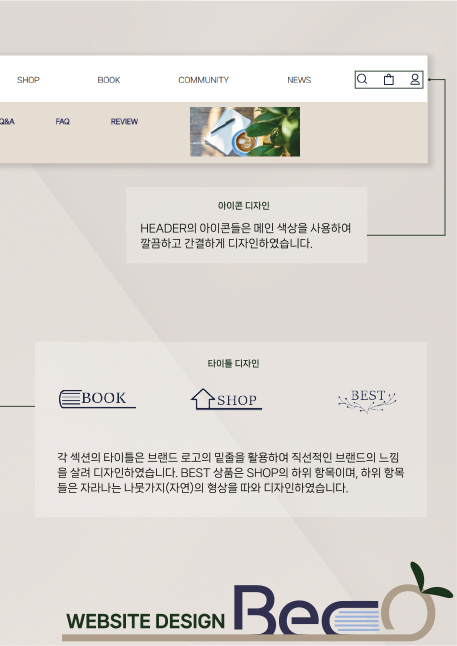 SHOP BOOK COMMUNITY NEWS
Q&A FAQ REVIEW
아이콘 디자인
HEADER의 아이콘들은 메인 색상을 사용하여
깔끔하고 간결하게 디자인하였습니다.
타이틀 디자인
BOOK SHOP BEST
각 섹션의 타이틀은 브랜드 로고의 밑줄을 활용하여 직선적인 브랜드의 느낌
을 살려 디자인하였습니다. BEST 상품은 SHOP의 하위 항목이며, 하위 항목
들은 자라나는 나뭇가지(자연)의 형상을 따와 디자인하였습니다.
WEBSITE DESIGN Beco